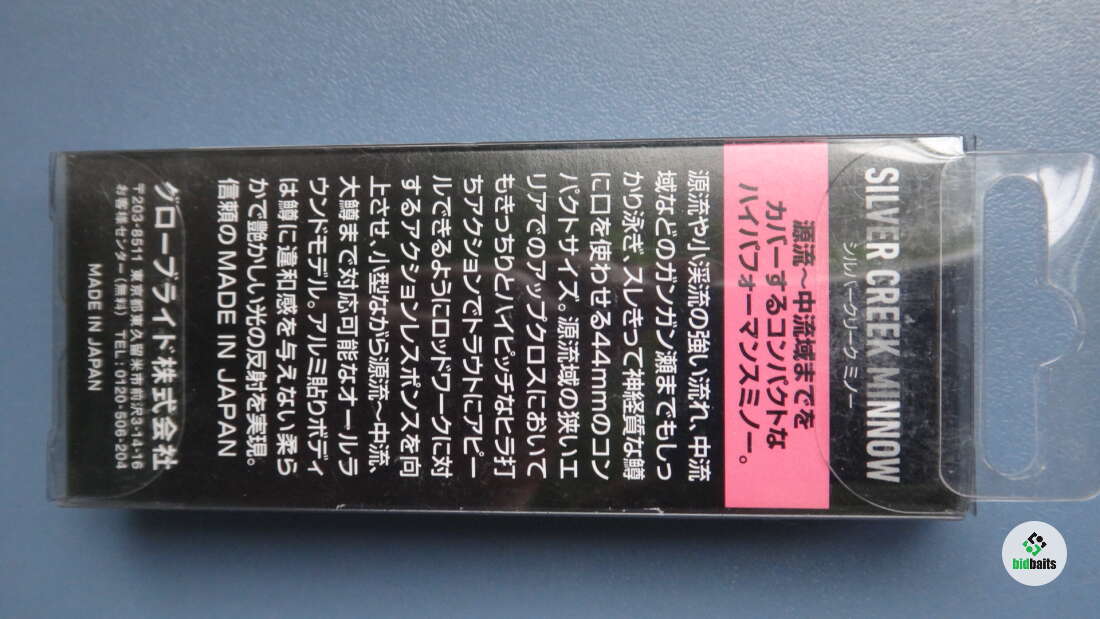 SILVER CREEK MINNOW
シルバークリークミノー
源流～中流域までを
カバーするコンパクトな
ハイパフォーマンスミノー。
源流や小渓流の強い流れ、中流
域などのガンガン瀬までもしっ
かり泳ぎ、スレきって神経質な鱒
に口を使わせる44mmのコン
パクトサイズ。源流域の狭いエ
リアでのアップクロスにおいて
もきっちりとハイピッチなヒラ打
ちアクションでトラウトにアピー
ルできるようにロッドワークに対
するアクションレスポンスを向
上させ、小型ながら源流～中流、
大鱒まで対応可能なオールラ
ウンドモデル。アルミ貼りボディ
は鱒に違和感を与えない柔ら
かで艶かしい光の反射を実現。
信頼のMADE IN JAPAN
グローブライド株式会社
〒203-8511 東京都東久留米市前沢3-14-16
お客様センター(無料) TEL:0120-506-204
MADE IN JAPAN
bidbaits